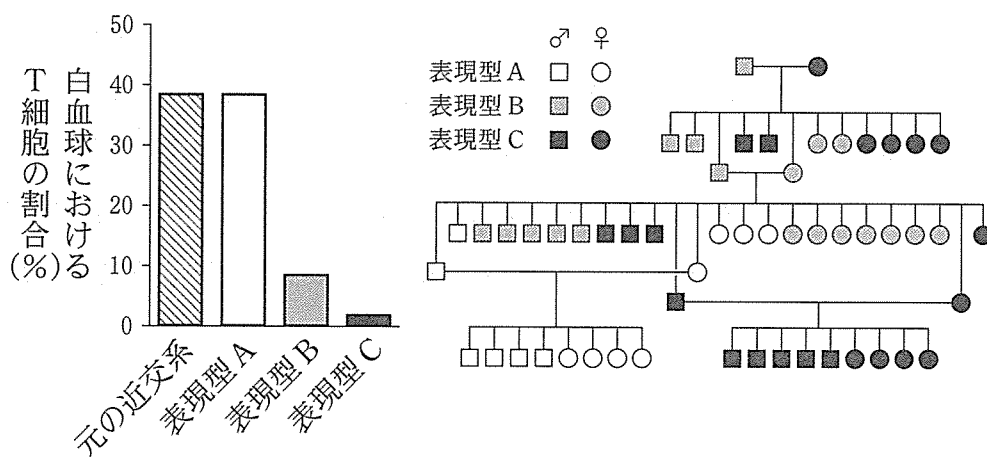 50
40
30
20
10
0
白血球における
T細胞の割合(%)
元の近交系
表現型A
表現型B
表現型C
♂ ♀
表現型A
表現型B
表現型C